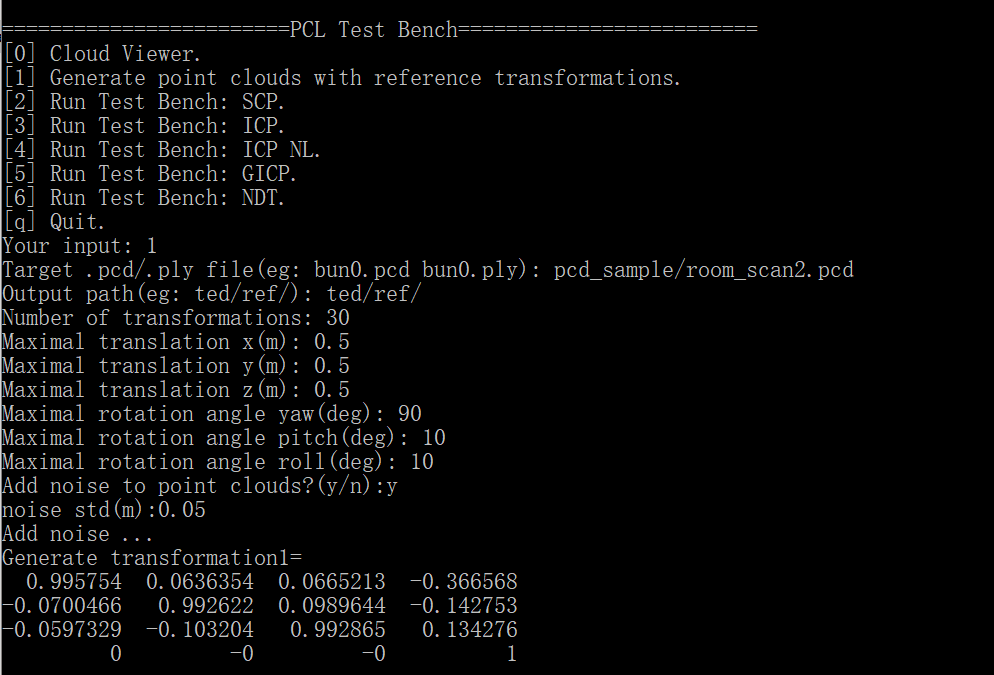 ========================PCL Test Bench=========================
[0] Cloud Viewer.
[1] Generate point clouds with reference transformations.
[2] Run Test Bench: SCP.
[3] Run Test Bench: ICP.
[4] Run Test Bench: ICP NL.
[5] Run Test Bench: GICP.
[6] Run Test Bench: NDT.
[q] Quit.
Your input: 1
Target .pcd/.ply file(eg: bun0.pcd bun0.ply): pcd_sample/room_scan2.pcd
Output path(eg: ted/ref/): ted/ref/
Number of transformations: 30
Maximal translation x(m): 0.5
Maximal translation y(m): 0.5
Maximal translation z(m): 0.5
Maximal rotation angle yaw(deg): 90
Maximal rotation angle pitch(deg): 10
Maximal rotation angle roll(deg): 10
Add noise to point clouds?(y/n):y
noise std(m):0.05
Add noise ...
Generate transformation1=
  0.995754  0.0636354  0.0665213  -0.366568
-0.0700466   0.992622  0.0989644  -0.142753
-0.0597329  -0.103204   0.992865   0.134276
         0         -0         -0          1